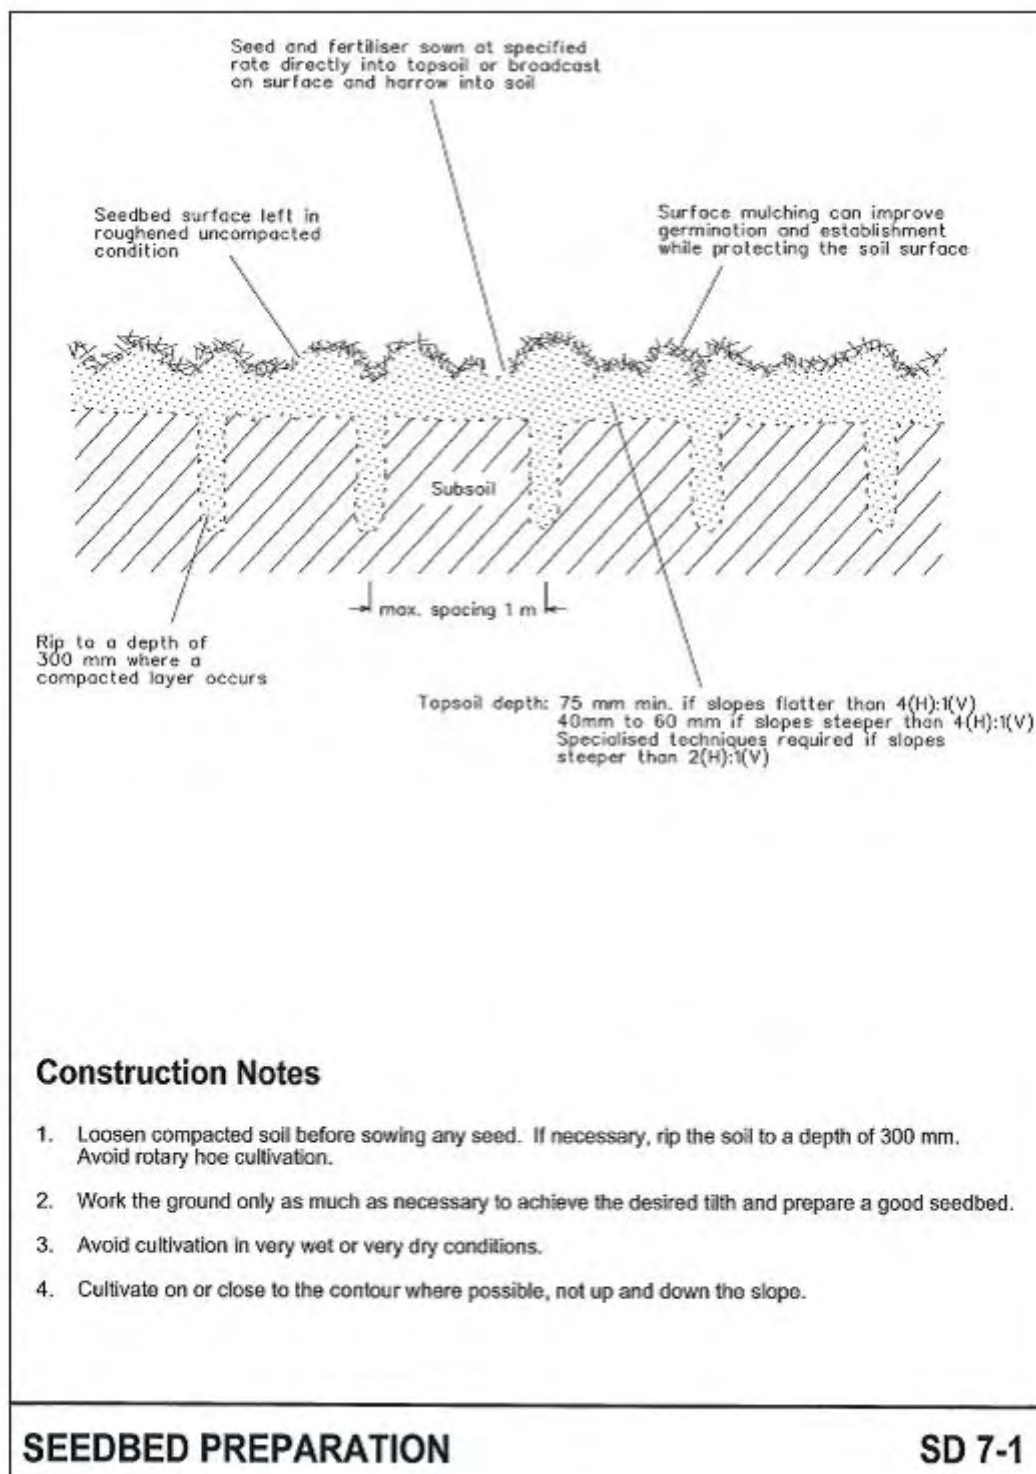 Seed and fertiliser sown at specified
rate directly into topsoil or broadcast
on surface and harrow into soil
Seedbed surface left in
roughened uncompacted
condition
Surface mulching can improve
germination and establishment
while protecting the soil surface
Subsoil
max. spacing 1 m
Rip to a depth of
300 mm where a
compacted layer occurs
Topsoil depth: 75 mm min. if slopes flatter than 4(H):1(V)
40mm to 60 mm if slopes steeper than 4(H):1(V)
Specialised techniques required if slopes
steeper than 2(H):1(V)
Construction Notes
1. Loosen compacted soil before sowing any seed. If necessary, rip the soil to a depth of 300 mm.
Avoid rotary hoe cultivation.
2. Work the ground only as much as necessary to achieve the desired tilth and prepare a good seedbed.
3. Avoid cultivation in very wet or very dry conditions.
4. Cultivate on or close to the contour where possible, not up and down the slope.
SEEDBED PREPARATION SD 7-1